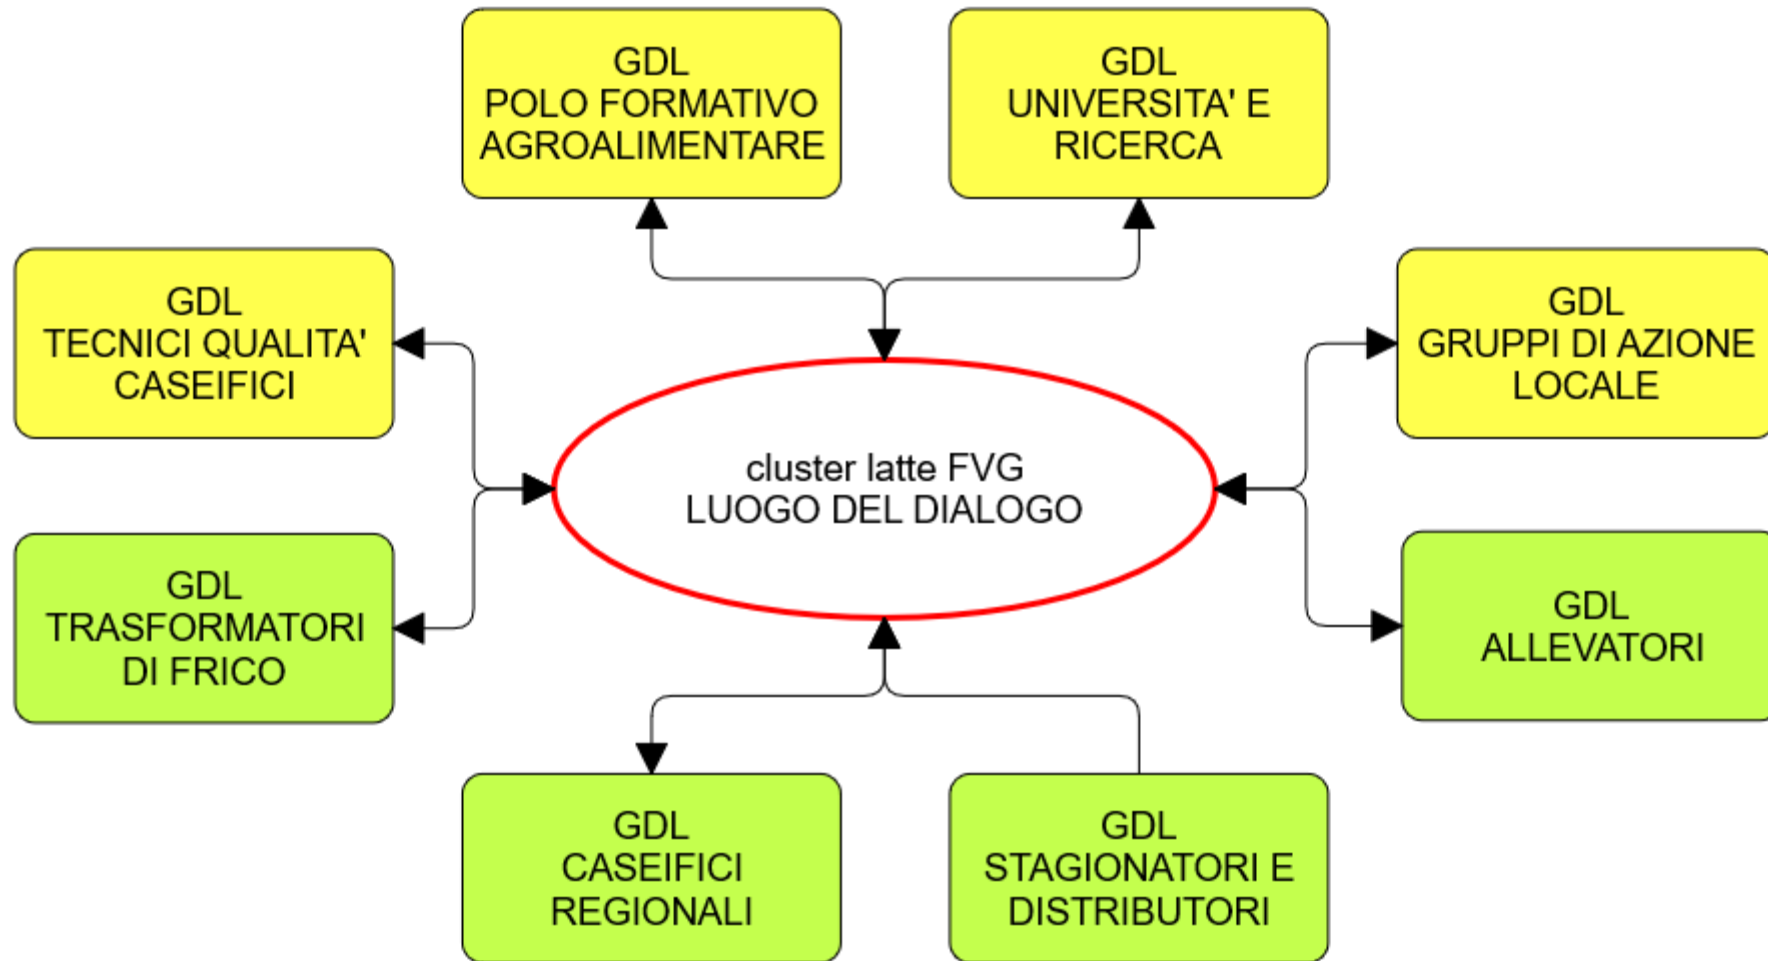 GDL
POLO FORMATIVO
AGROALIMENTARE
GDL
UNIVERSITA' E
RICERCA
GDL
TECNICI QUALITA'
CASEIFICI
GDL
GRUPPI DI AZIONE
LOCALE
cluster latte FVG
LUOGO DEL DIALOGO
GDL
TRASFORMATORI
DI FRICO
GDL
ALLEVATORI
GDL
CASEIFICI
REGIONALI
GDL
STAGIONATORI E
DISTRIBUTORI